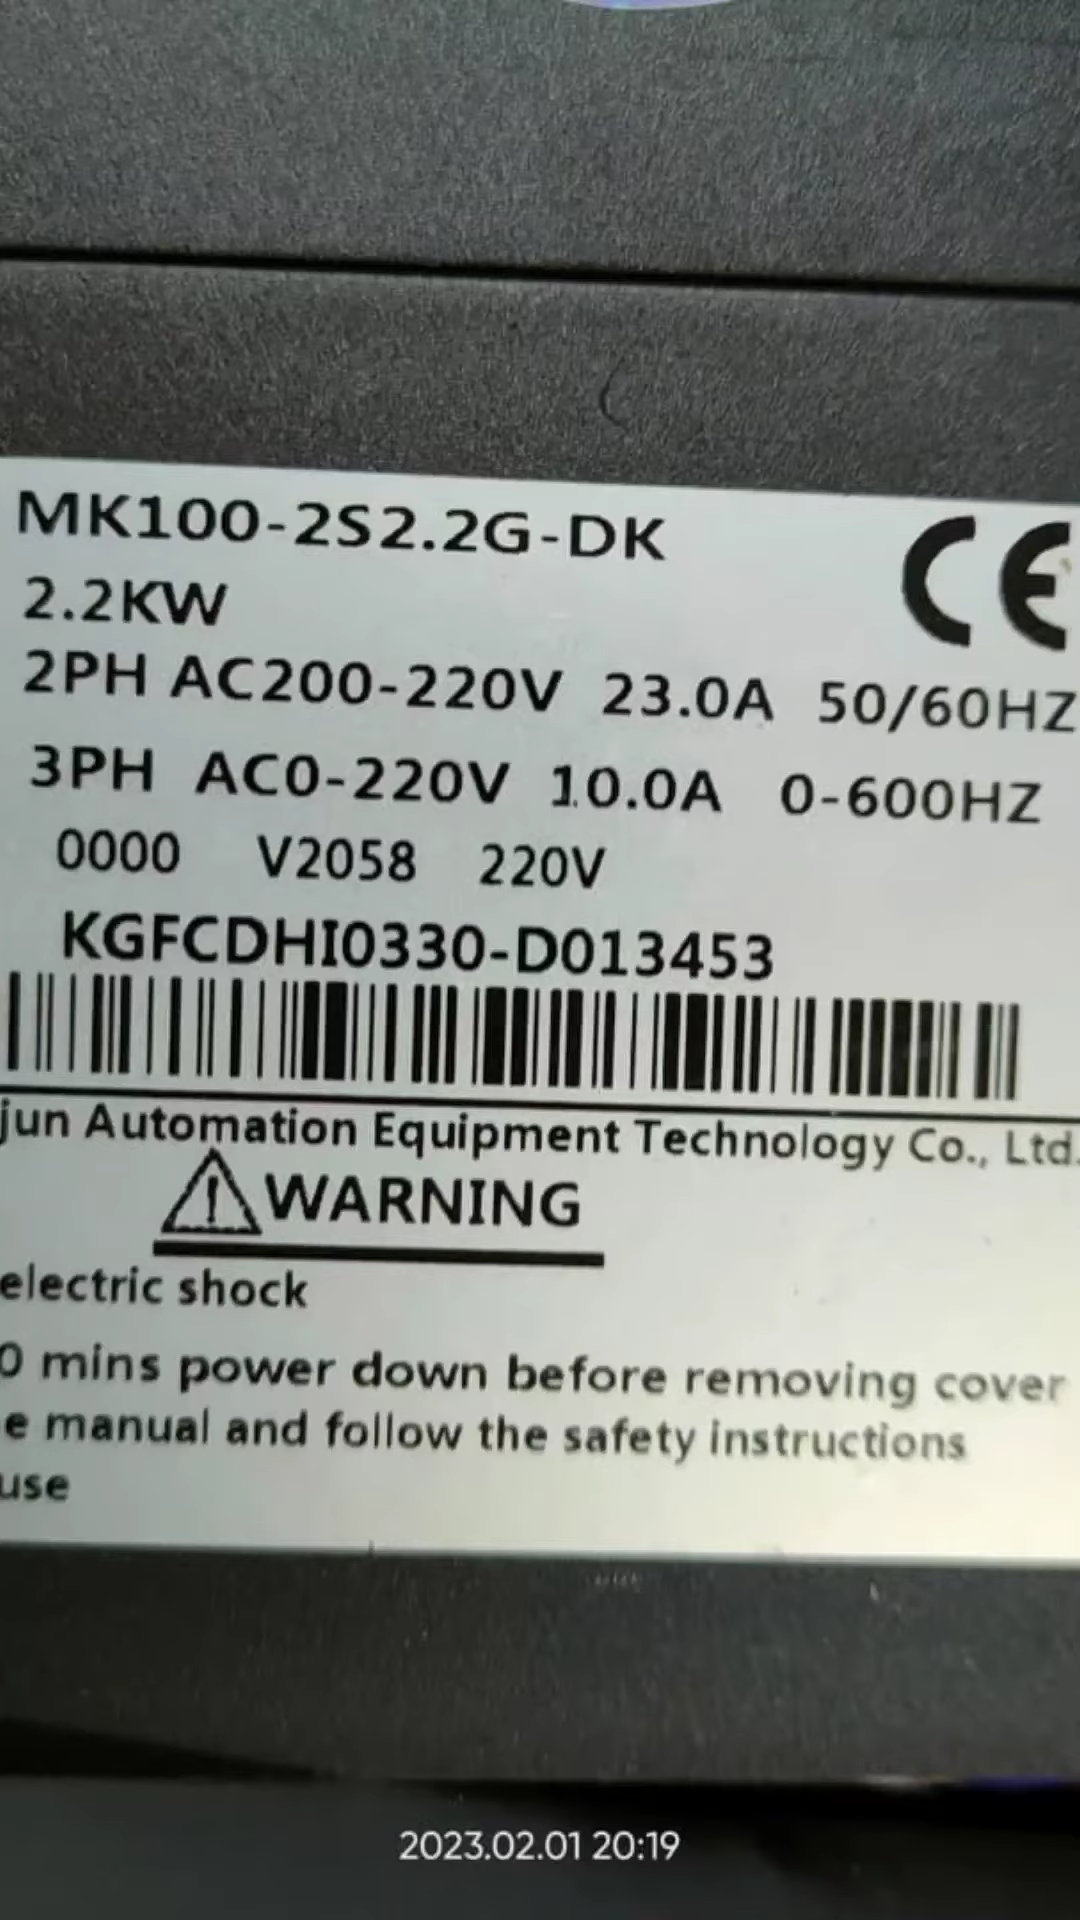 MK100-2S2.2G-DK
CE
2.2KW
2PH AC200-220V 23.0A 50/60HZ
3PH AC0-220V 10.0A 0-600HZ
0000 V2058 220V
KGFCDHI0330-D013453
jun Automation Equipment Technology Co., Ltd.
WARNING
electric shock
0 mins power down before removing cover
e manual and follow the safety instructions
use
2023.02.01 20:19